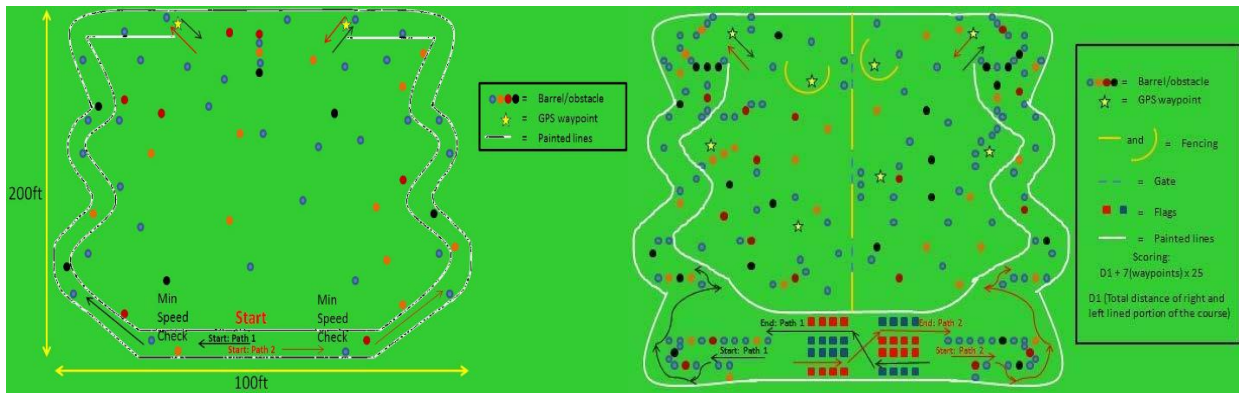 200ft
100ft
Min
Speed
Check
Start
Min
Speed
Check
Start: Path 1
Start: Path 2
= Barrel/obstacle
= GPS waypoint
= Painted lines
End: Path 1
End: Path 2
Start: Path 1
Start: Path 2
= Barrel/obstacle
= GPS waypoint
and = Fencing
= Gate
= Flags
= Painted lines
Scoring:
D1 + 7(waypoints) x 25
D1 (Total distance of right and
left lined portion of the course)